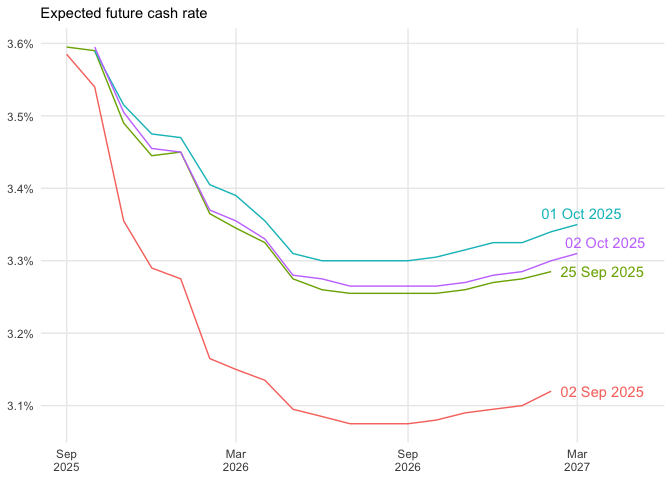 Expected future cash rate
3.6%
3.5%
3.4%
3.3%
3.2%
3.1%
01 Oct 2025
02 Oct 2025
25 Sep 2025
02 Sep 2025
Sep
2025
Mar
2026
Sep
2026
Mar
2027